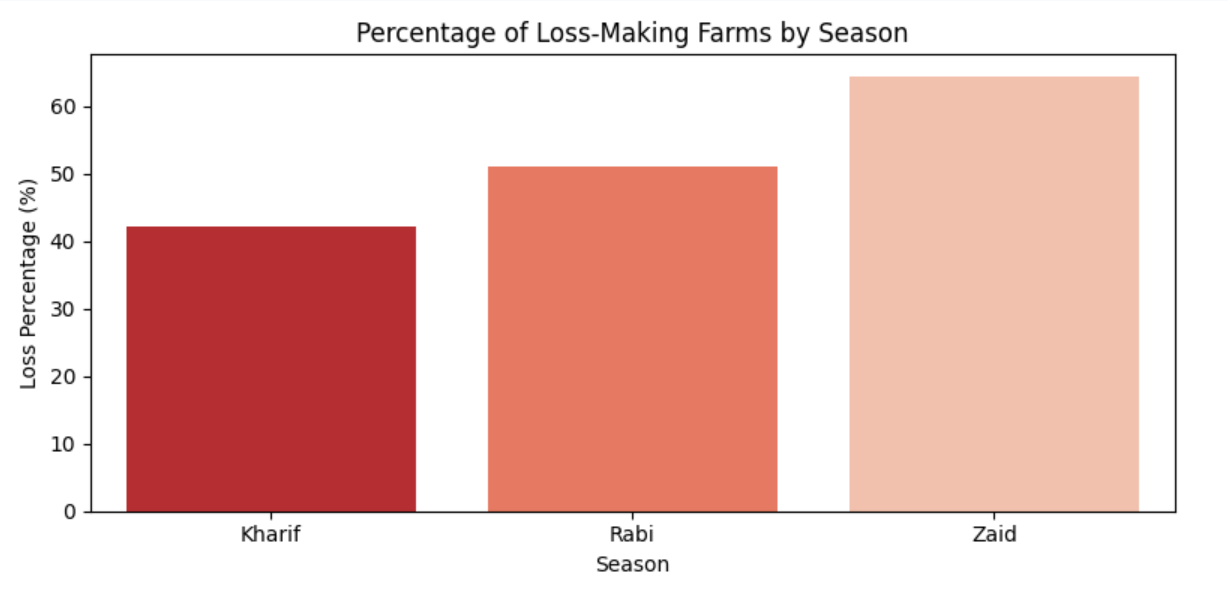 Percentage of Loss-Making Farms by Season
Loss Percentage (%)
60
50
40
30
20
10
0
Kharif Rabi Zaid
Season